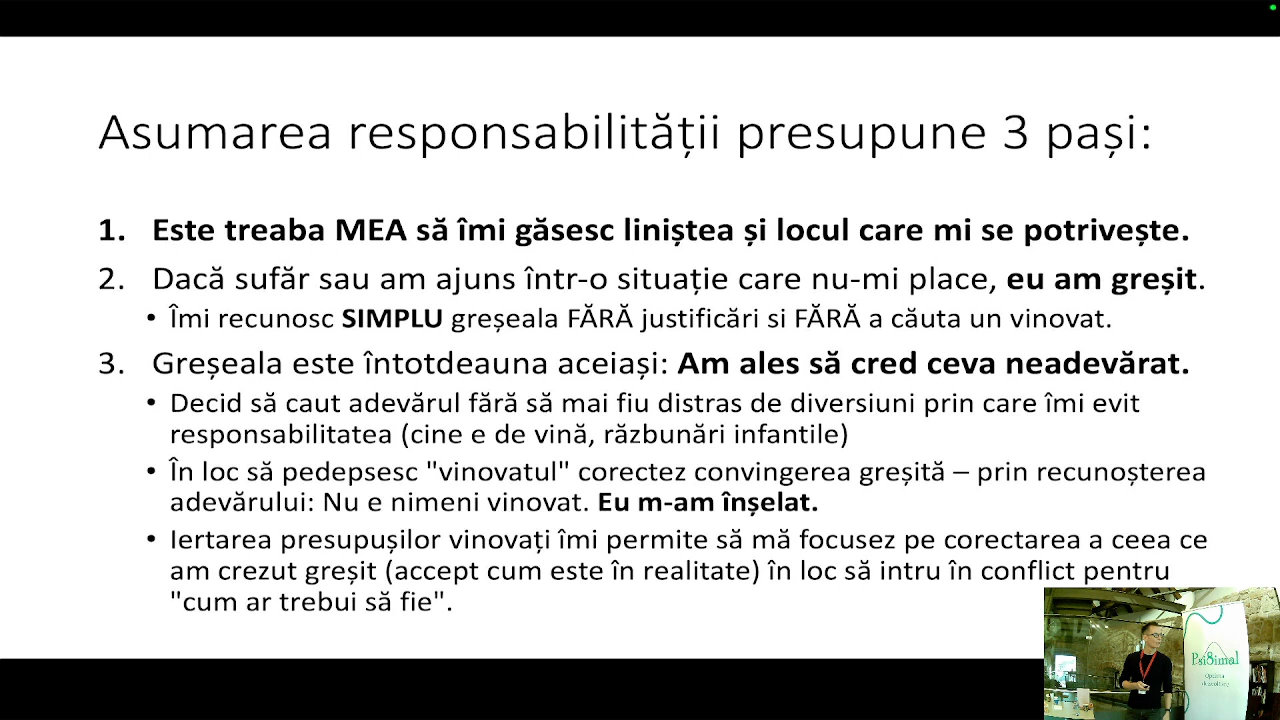 Asumarea responsabilității presupune 3 pași:
1. Este treaba MEA să îmi găsesc liniștea și locul care mi se potrivește.
2. Dacă sufăr sau am ajuns într-o situație care nu-mi place, eu am greșit.
• Îmi recunosc SIMPLU greșeala FĂRĂ justificări si FĂRĂ a căuta un vinovat.
3. Greșeala este întotdeauna aceiași: Am ales să cred ceva neadevărat.
• Decid să caut adevărul fără să mai fiu distras de diversiuni prin care îmi evit
responsabilitatea (cine e de vină, răzbunări infantile)
• În loc să pedepsesc "vinovatul" corectez convingerea greșită – prin recunoșterea
adevărului: Nu e nimeni vinovat. Eu m-am înșelat.
• Iertarea presupușilor vinovați îmi permite să mă focusez pe corectarea a ceea ce
am crezut greșit (accept cum este în realitate) în loc să intru în conflict pentru
"cum ar trebui să fie".
Psi8imal